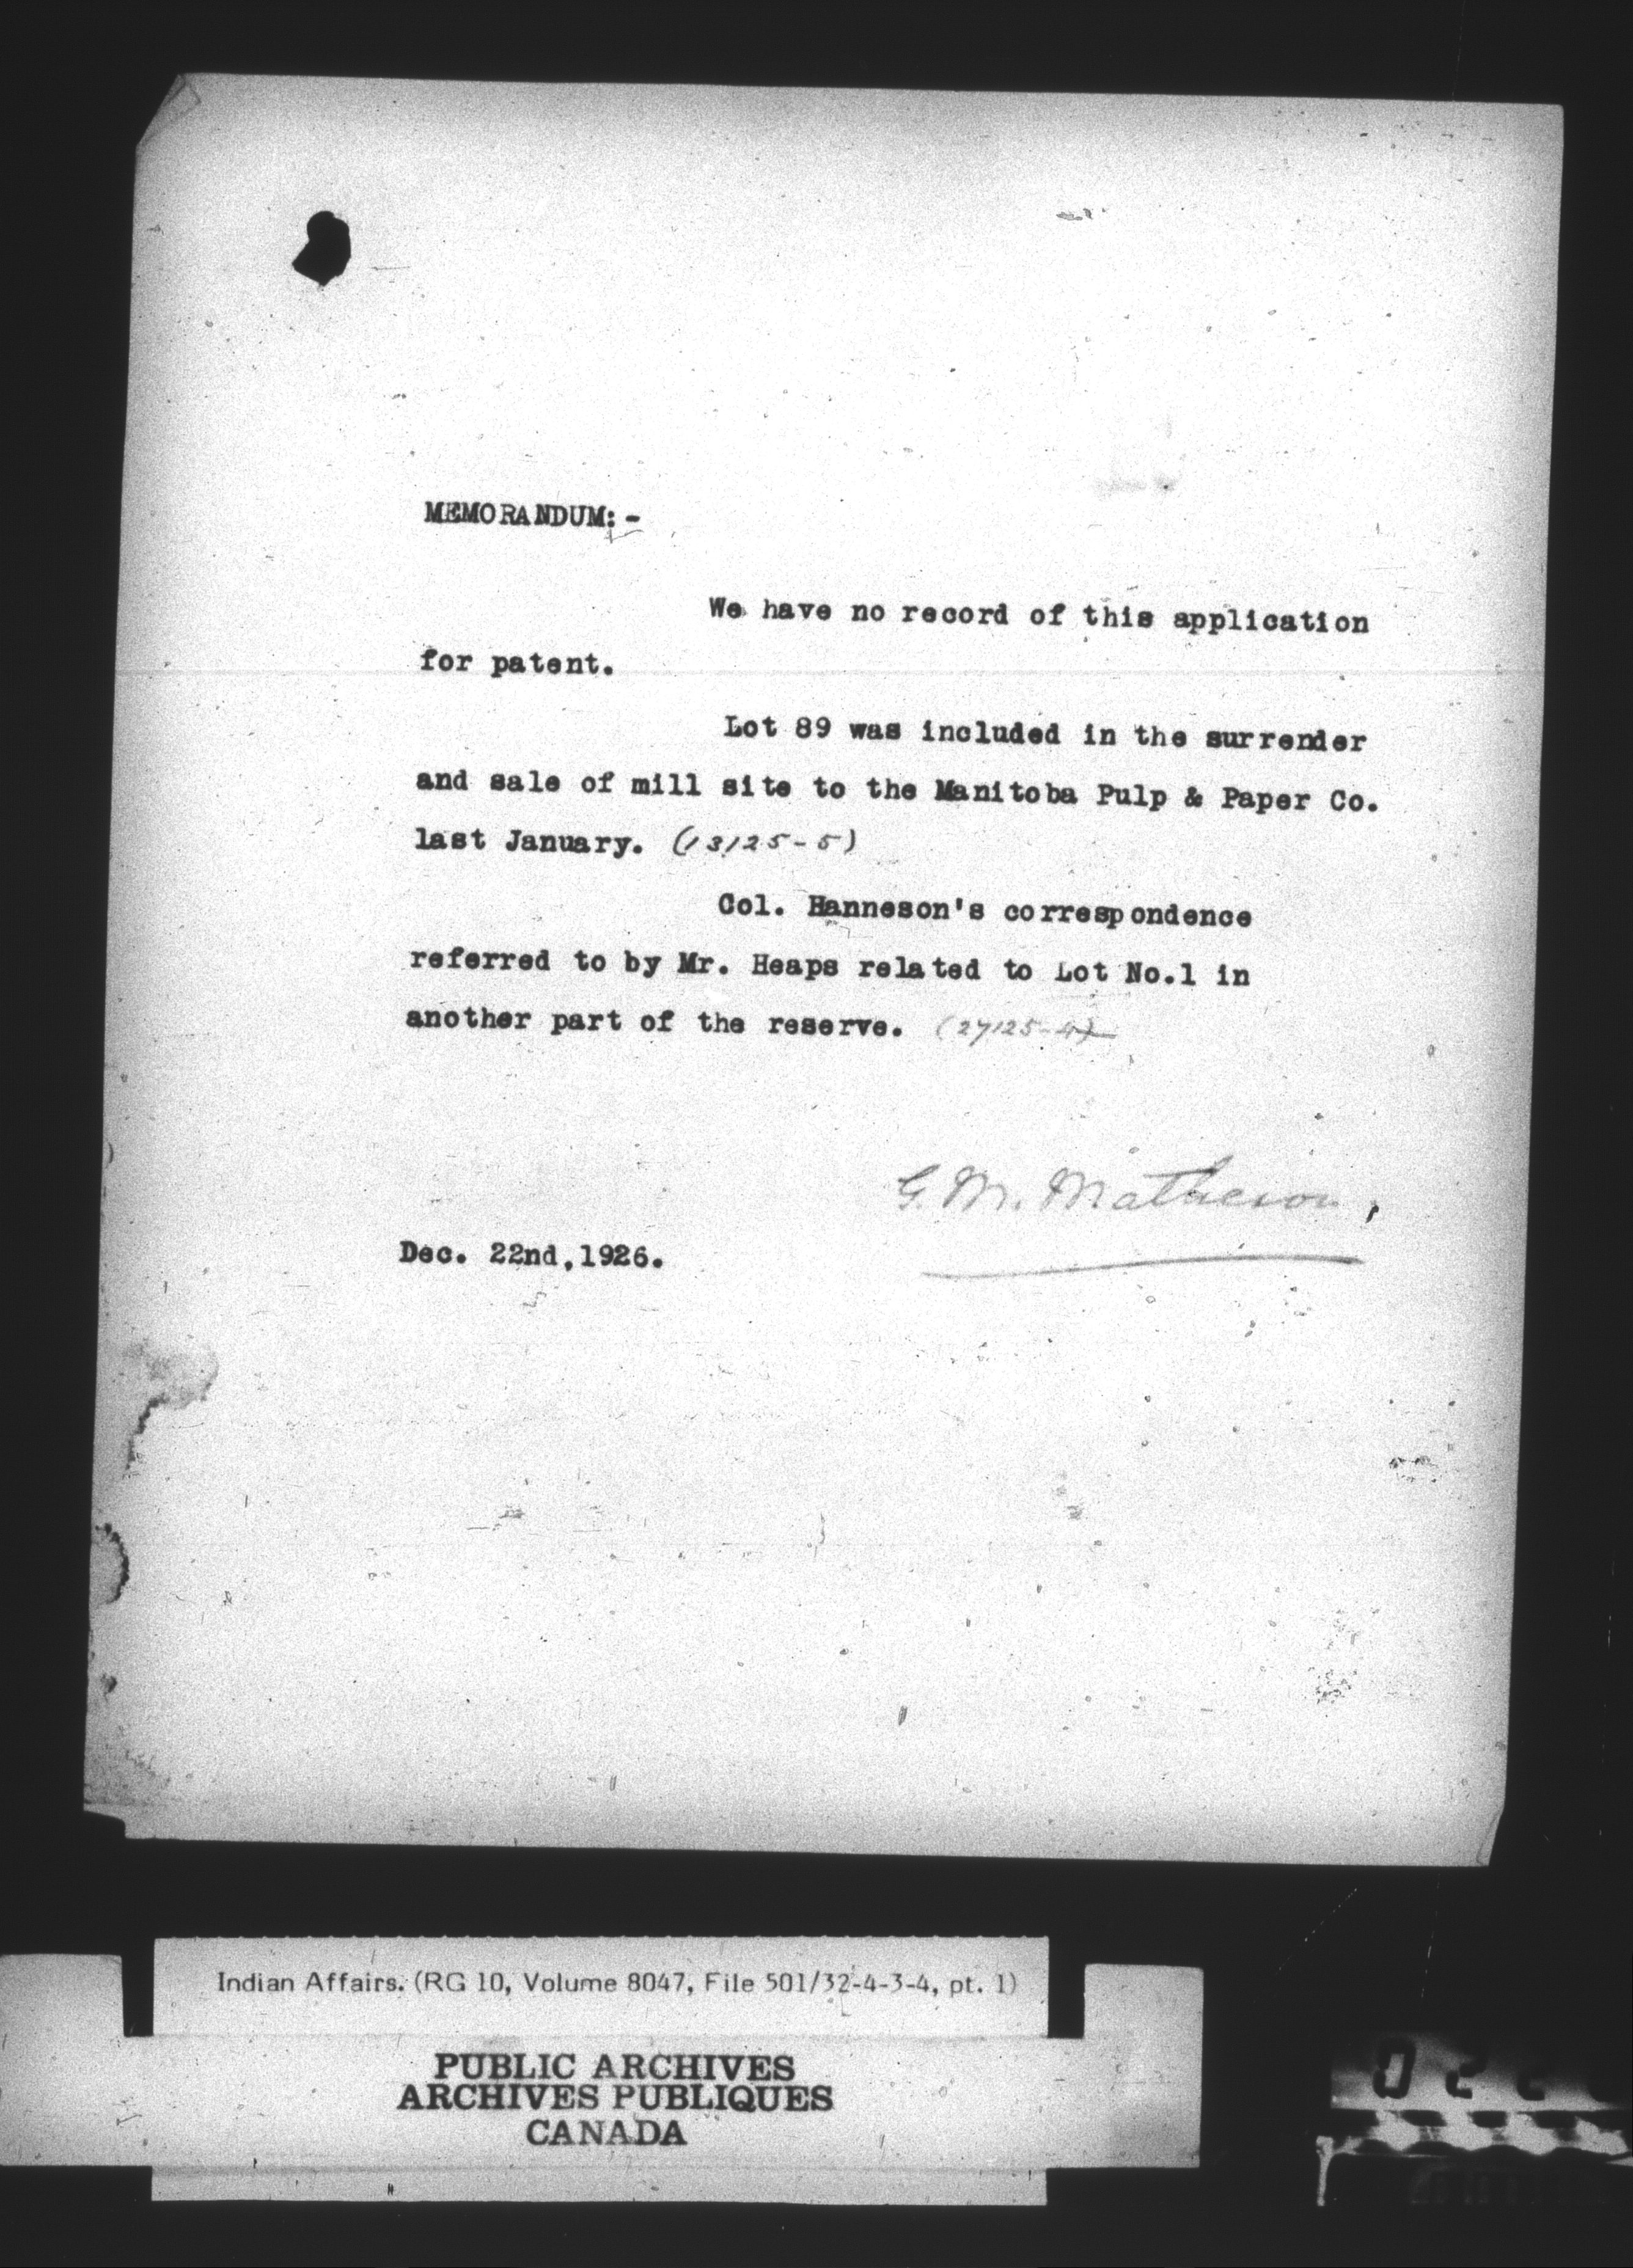 MEMORANDUM:-
We have no record of this application
for patent.
Lot 89 was included in the surrender
and sale of mill site to the Manitoba Pulp & Paper Co.
last January. (13125-5)
Col. Hanneson's correspondence
referred to by Mr. Heaps related to Lot No.1 in
another part of the reserve. (27125-4)
G. M. Matheson,
Dec. 22nd,1926.
Indian Affairs. (RG 10, Volume 8047, File 501/32-4-3-4, pt. 1)
PUBLIC ARCHIVES
ARCHIVES PUBLIQUES
CANADA